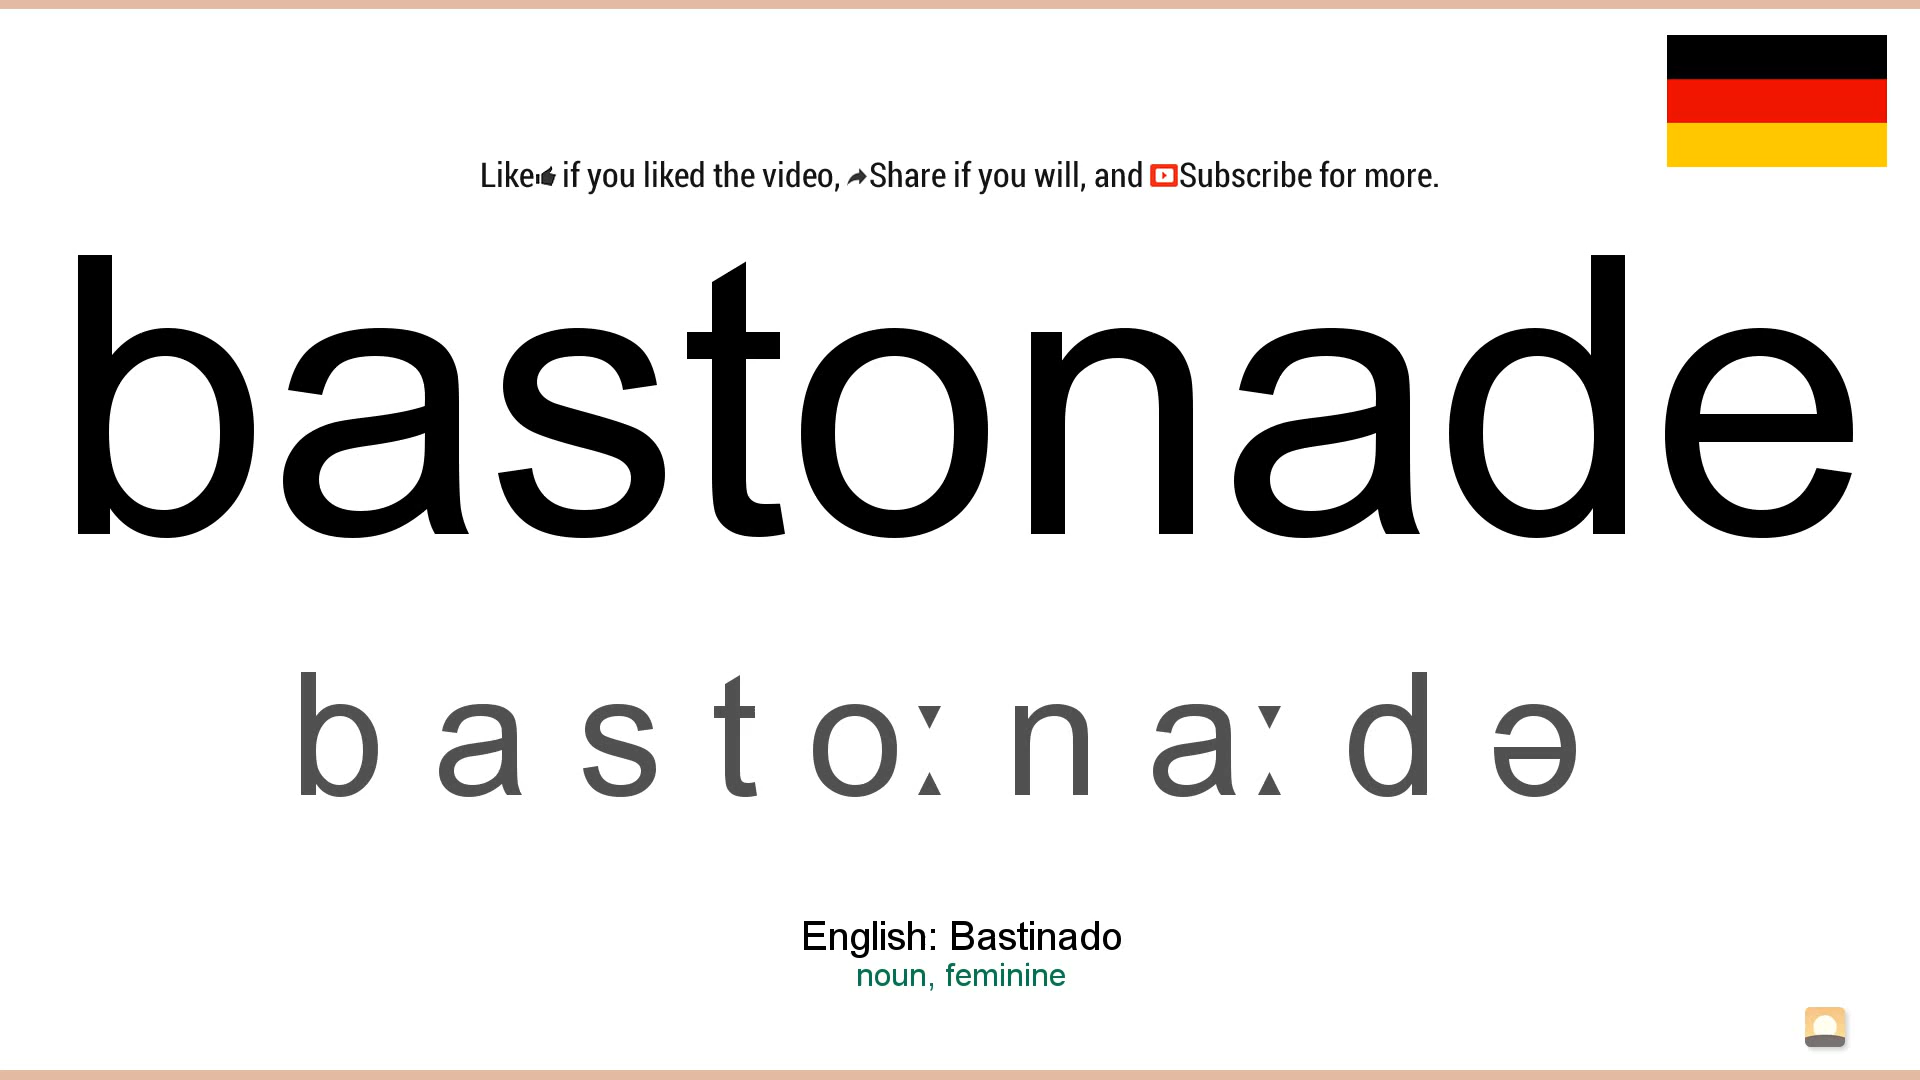 Like if you liked the video, Share if you will, and Subscribe for more.
bastonade
b a s t oː n aː d ə
English: Bastinado
noun, feminine